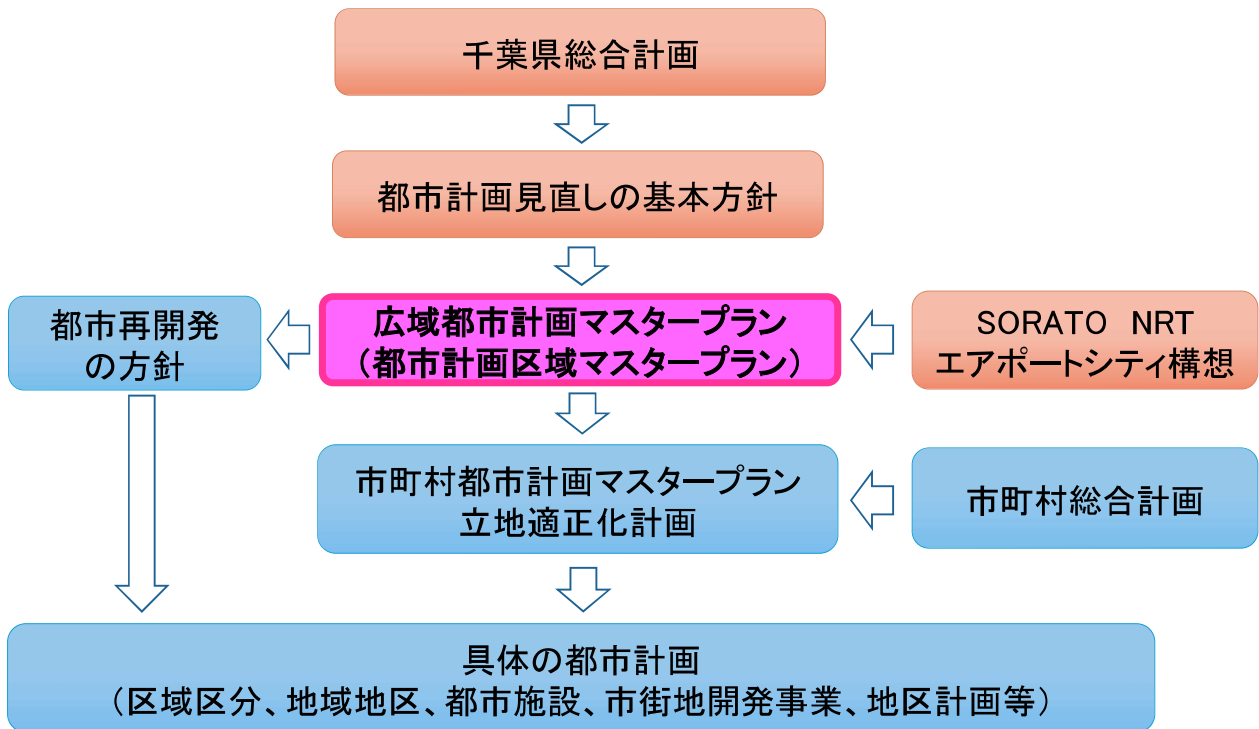 千葉県総合計画
都市計画見直しの基本方針
都市再開発
の方針
広域都市計画マスタープラン
（都市計画区域マスタープラン）
SORATO　NRT
エアポートシティ構想
市町村都市計画マスタープラン
立地適正化計画
市町村総合計画
具体の都市計画
（区域区分、地域地区、都市施設、市街地開発事業、地区計画等）